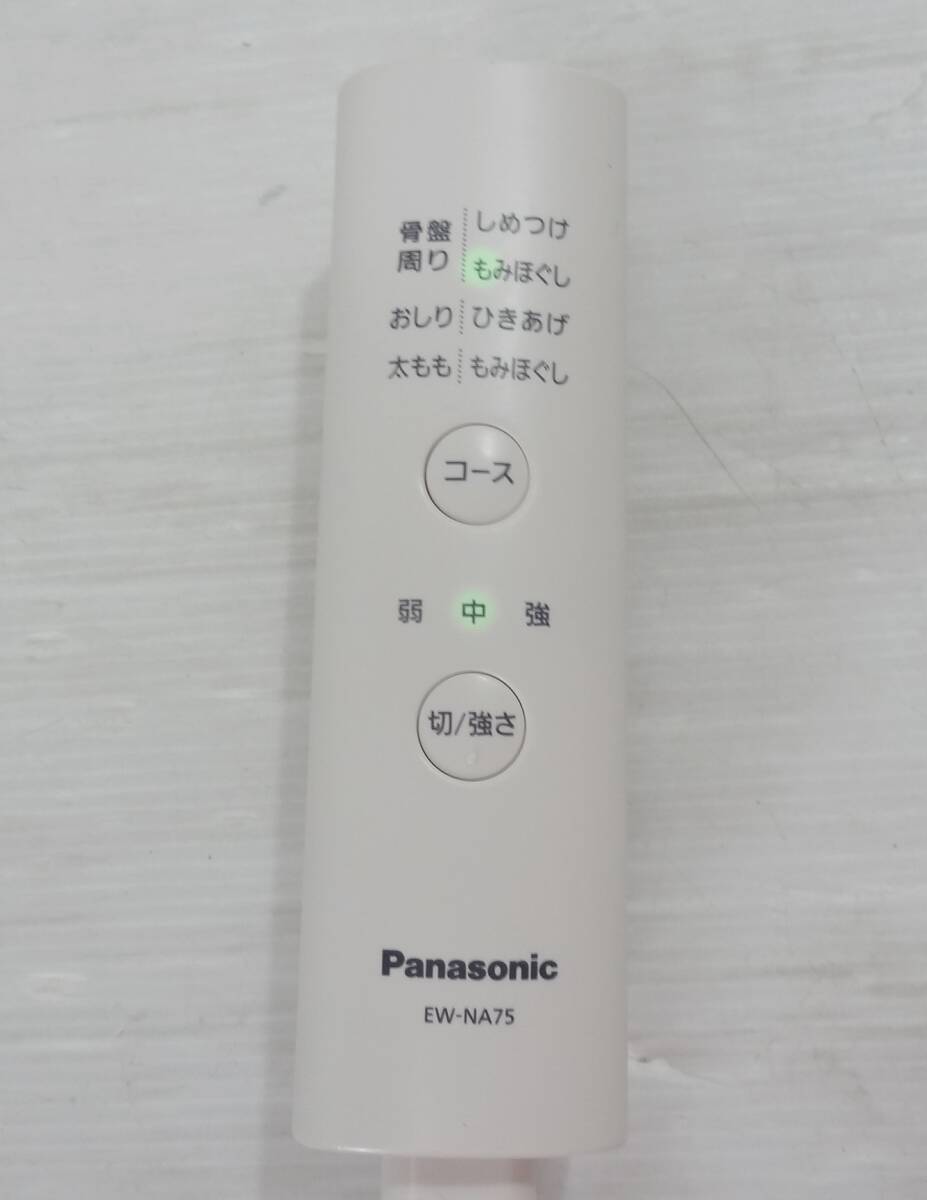 骨盤周り しめつけ
もみほぐし
おしり ひきあげ
太もも もみほぐし
コース
弱 中 強
切/強さ
Panasonic
EW-NA75